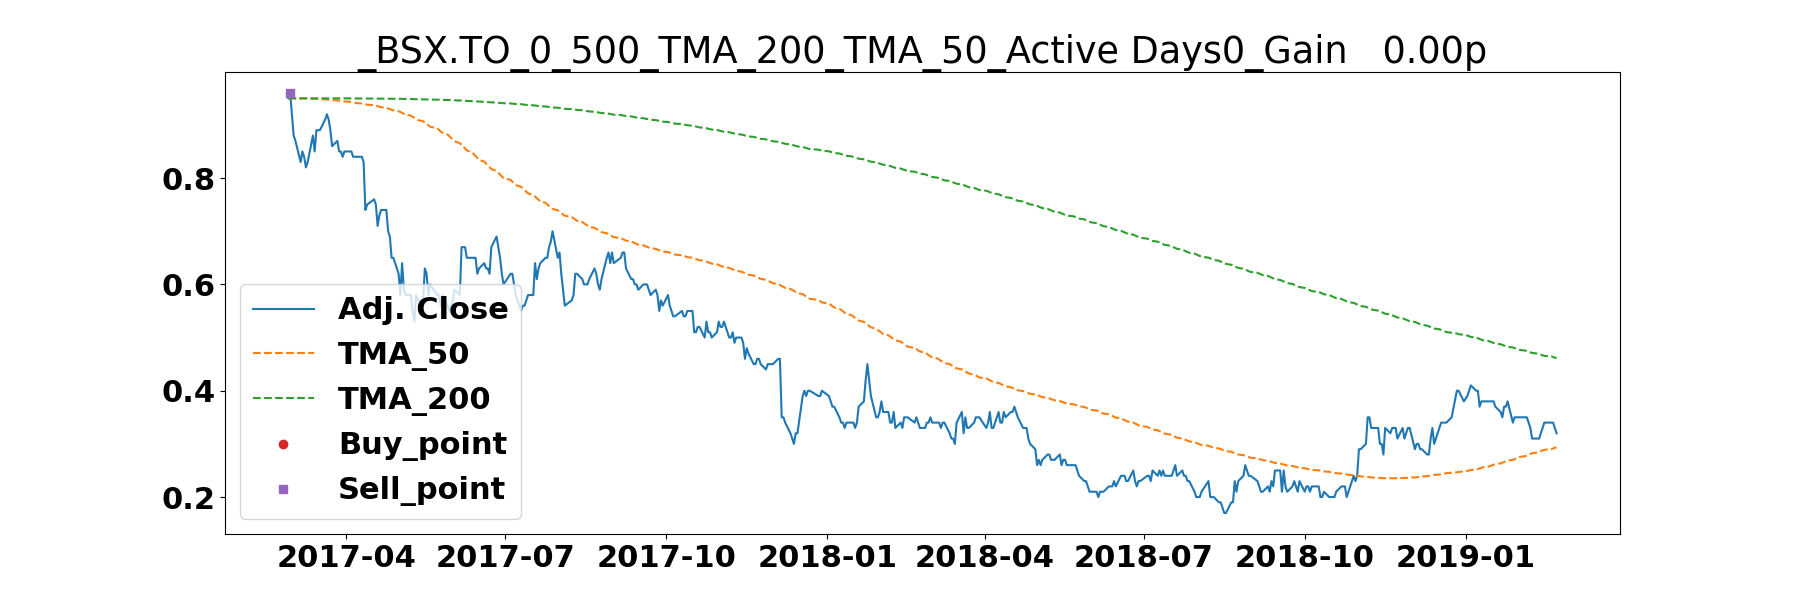 _BSX.TO_0_500_TMA_200_TMA_50_Active Days0_Gain   0.00p
0.8
0.6
0.4
0.2
Adj. Close
TMA_50
TMA_200
Buy_point
Sell_point
2017-04 2017-07 2017-10 2018-01 2018-04 2018-07 2018-10 2019-01